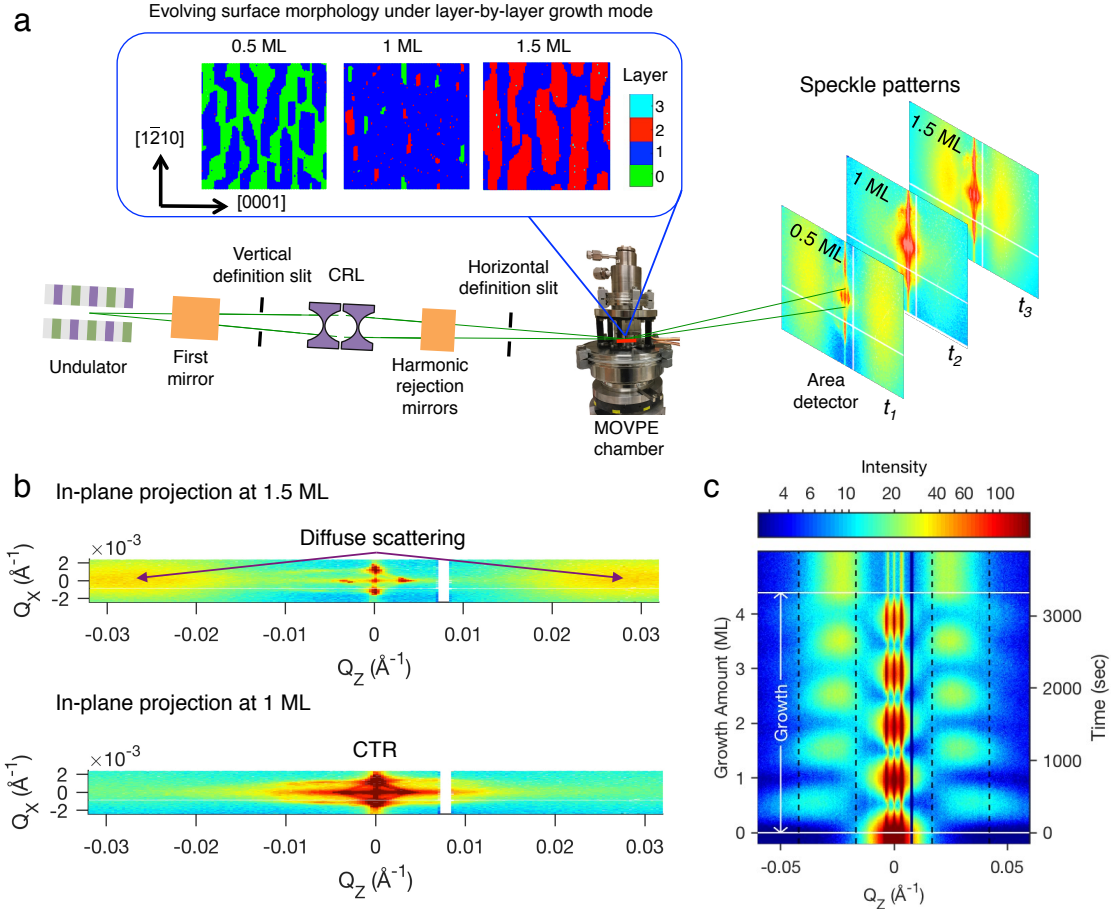 a
Evolving surface morphology under layer-by-layer growth mode
0.5 ML
1 ML
1.5 ML
Layer
3
2
1
0
[11̄210]
[0001]
Speckle patterns
1.5 ML
1 ML
0.5 ML
t3
t2
t1
Area
detector
Vertical
definition slit
CRL
Horizontal
definition slit
Undulator
First
mirror
Harmonic
rejection
mirrors
MOVPE
chamber
b
In-plane projection at 1.5 ML
×10⁻³
Diffuse scattering
Q_X (Å⁻¹)
2
0
-2
-0.03 -0.02 -0.01 0 0.01 0.02 0.03
Q_Z (Å⁻¹)
In-plane projection at 1 ML
×10⁻³
CTR
Q_X (Å⁻¹)
2
0
-2
-0.03 -0.02 -0.01 0 0.01 0.02 0.03
Q_Z (Å⁻¹)
c
Intensity
4 6 10 20 40 60 100
Growth Amount (ML)
4
3
2
1
0
Growth
3000
2000
1000
0
Time (sec)
-0.05 0 0.05
Q_Z (Å⁻¹)